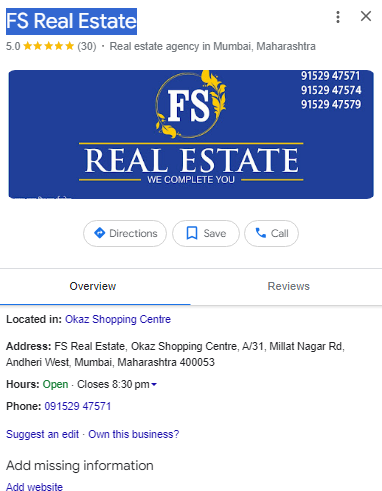 FS Real Estate
5.0 ★★★★★ (30) · Real estate agency in Mumbai, Maharashtra
91529 47571
91529 47574
91529 47579
FS
REAL ESTATE
WE COMPLETE YOU
Directions
Save
Call
Overview
Reviews
Located in: Okaz Shopping Centre
Address: FS Real Estate, Okaz Shopping Centre, A/31, Millat Nagar Rd,
Andheri West, Mumbai, Maharashtra 400053
Hours: Open · Closes 8:30 pm
Phone: 091529 47571
Suggest an edit · Own this business?
Add missing information
Add website